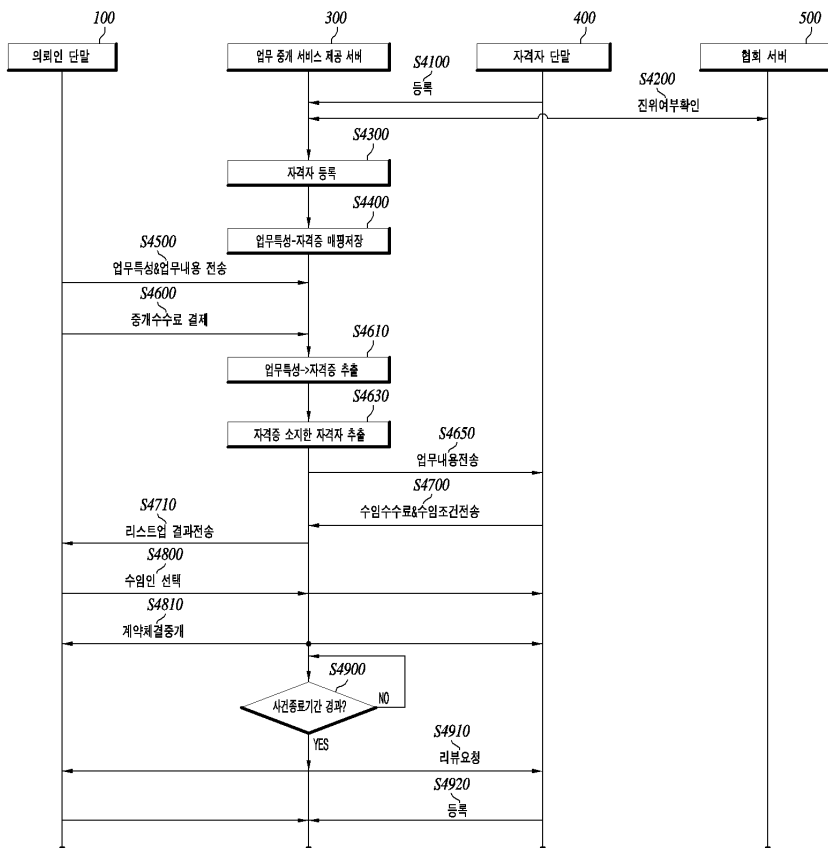 100
300
400
500
의뢰인 단말
업무 중개 서비스 제공 서버
자격자 단말
협회 서버
S4100
등록
S4200
진위여부확인
S4300
자격자 등록
S4400
업무특성-자격증 매핑저장
S4500
업무특성&업무내용 전송
S4600
중개수수료 결제
S4610
업무특성->자격증 추출
S4630
자격증 소지한 자격자 추출
S4650
업무내용전송
S4700
수임수수료&수임조건전송
S4710
리스트업 결과전송
S4800
수임인 선택
S4810
계약체결중개
S4900
사건종료기간 경과?
NO
YES
S4910
리뷰요청
S4920
등록